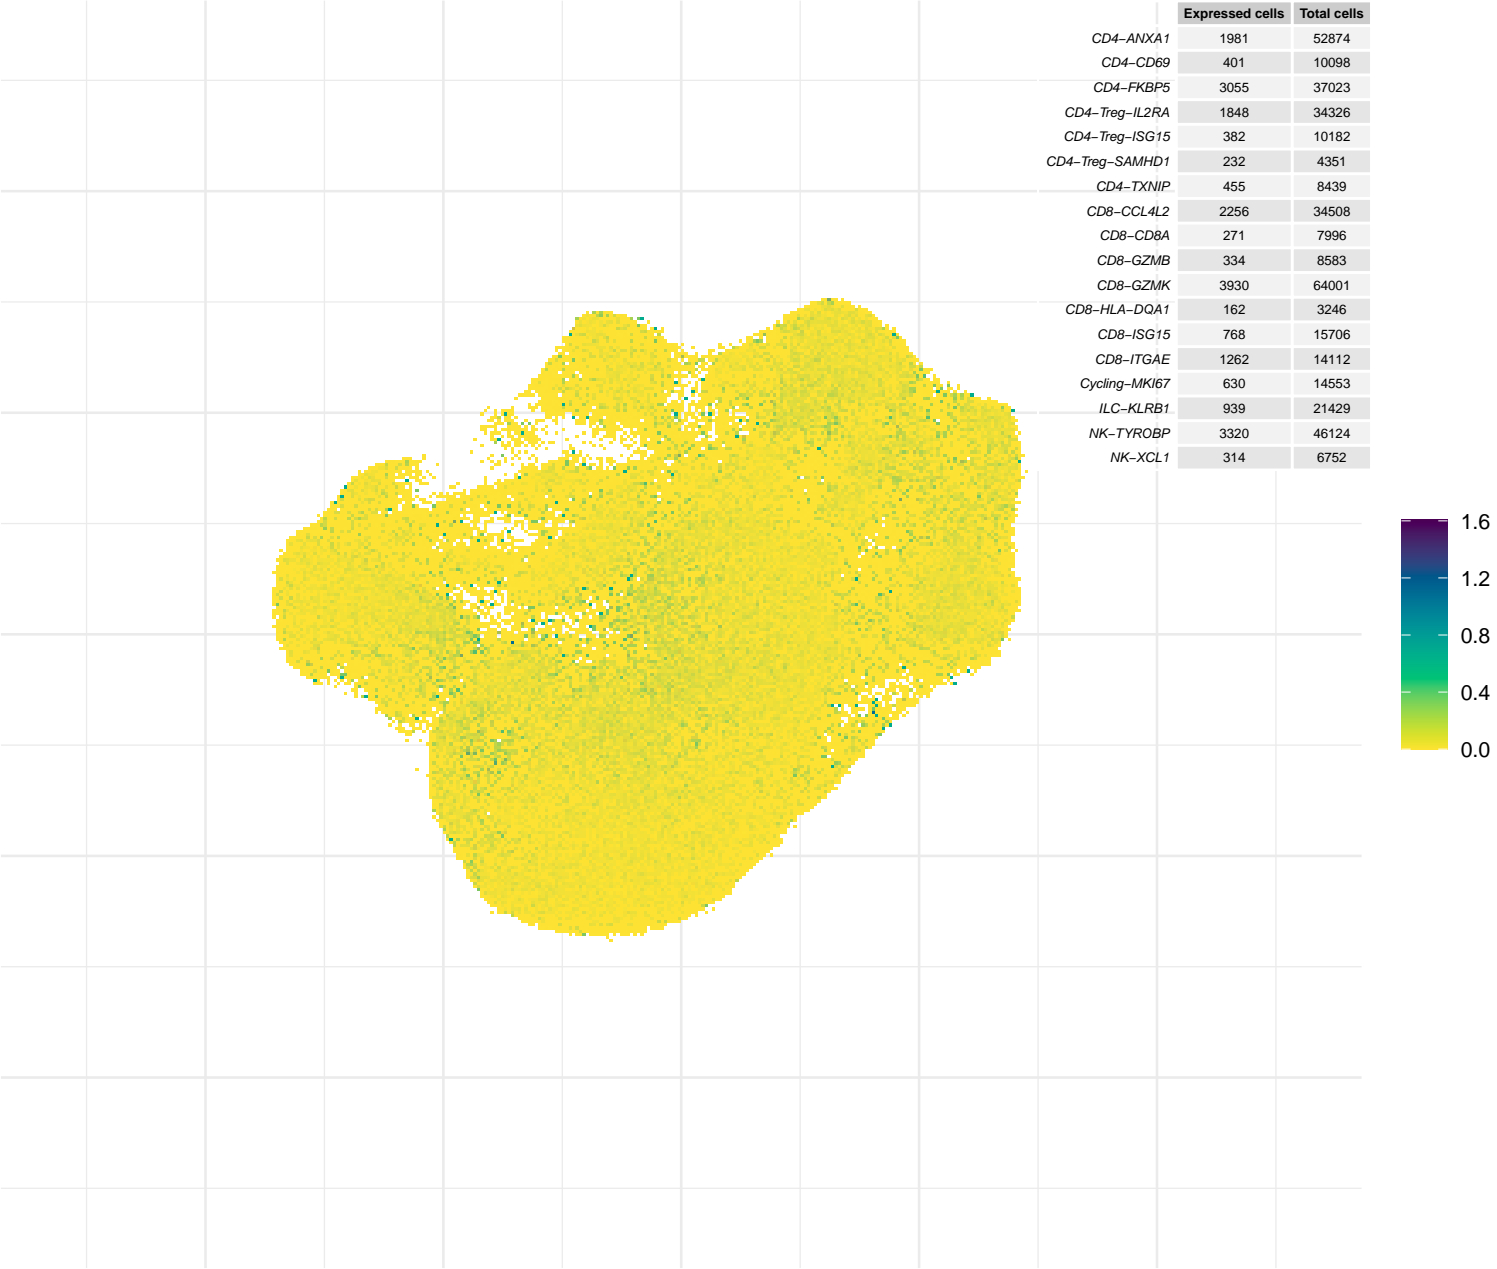 Expressed cells Total cells
CD4−ANXA1 1981 52874
CD4−CD69 401 10098
CD4−FKBP5 3055 37023
CD4−Treg−IL2RA 1848 34326
CD4−Treg−ISG15 382 10182
CD4−Treg−SAMHD1 232 4351
CD4−TXNIP 455 8439
CD8−CCL4L2 2256 34508
CD8−CD8A 271 7996
CD8−GZMB 334 8583
CD8−GZMK 3930 64001
CD8−HLA−DQA1 162 3246
CD8−ISG15 768 15706
CD8−ITGAE 1262 14112
Cycling−MKI67 630 14553
ILC−KLRB1 939 21429
NK−TYROBP 3320 46124
NK−XCL1 314 6752
1.6
1.2
0.8
0.4
0.0